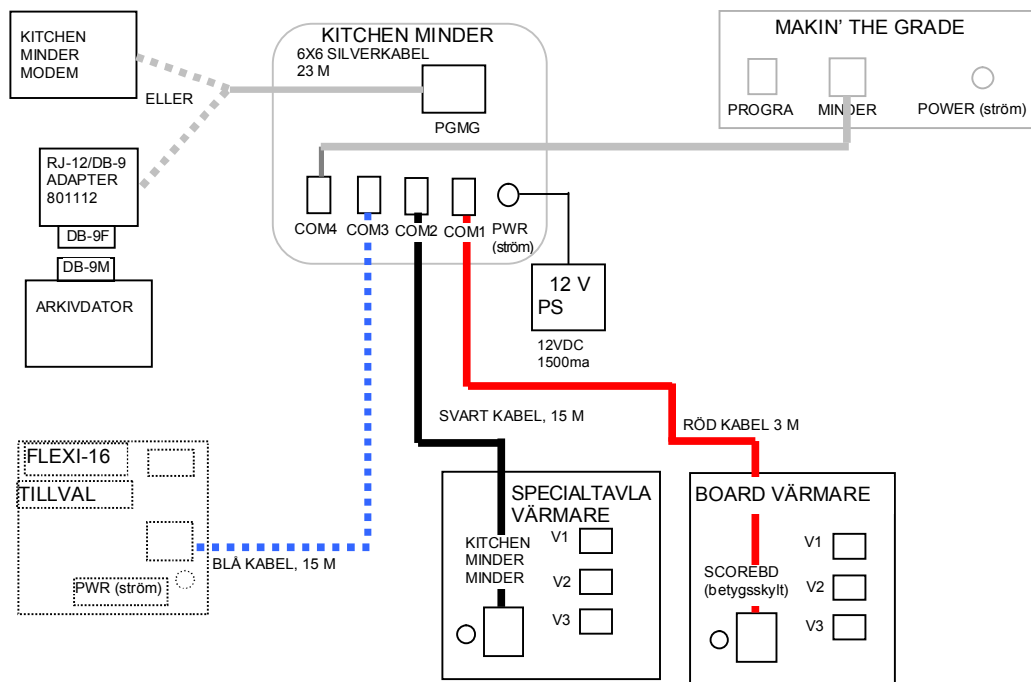 KITCHEN
MINDER
MODEM
ELLER
RJ-12/DB-9
ADAPTER
801112
DB-9F
DB-9M
ARKIVDATOR
KITCHEN MINDER
6X6 SILVERKABEL
23 M
PGMG
COM4
COM3
COM2
COM1
PWR
(ström)
MAKIN’ THE GRADE
PROGRA
MINDER
POWER (ström)
12 V
PS
12VDC
1500ma
SVART KABEL, 15 M
RÖD KABEL 3 M
FLEXI-16
TILLVAL
PWR (ström)
BLÅ KABEL, 15 M
SPECIALTAVLA
VÄRMARE
KITCHEN
MINDER
MINDER
V1
V2
V3
BOARD VÄRMARE
SCOREBD
(betygsskylt)
V1
V2
V3